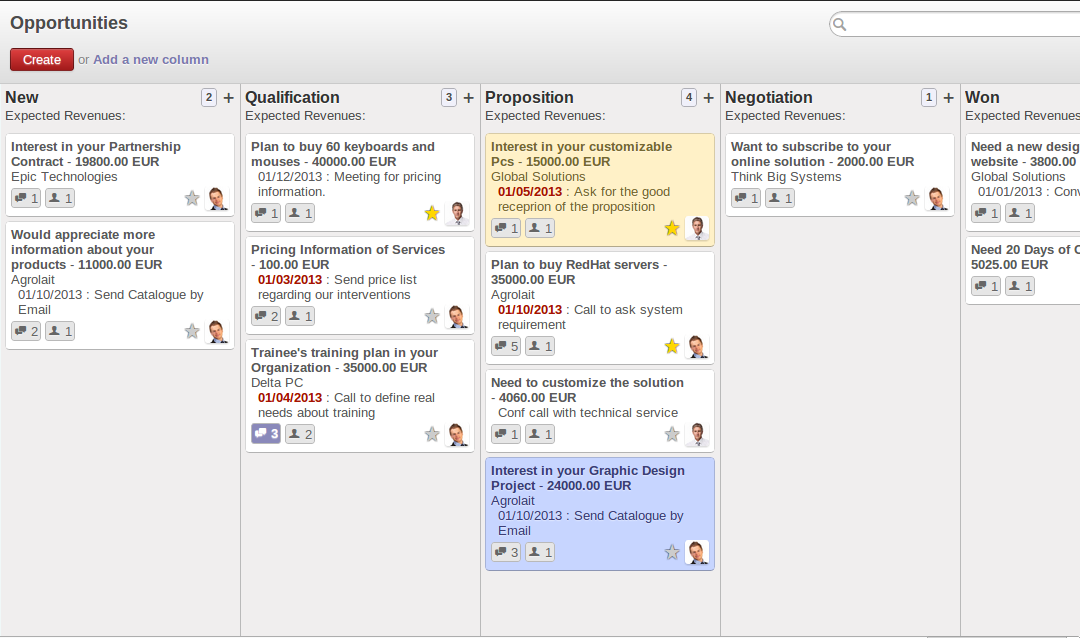 Opportunities
Create or Add a new column
New 2 +
Expected Revenues:
Interest in your Partnership
Contract - 19800.00 EUR
Epic Technologies
1 1
Would appreciate more
information about your
products - 11000.00 EUR
Agrolait
01/10/2013 : Send Catalogue by
Email
2 1
Qualification 3 +
Expected Revenues:
Plan to buy 60 keyboards and
mouses - 40000.00 EUR
01/12/2013 : Meeting for pricing
information.
1 1
Pricing Information of Services
- 100.00 EUR
01/03/2013 : Send price list
regarding our interventions
2 1
Trainee's training plan in your
Organization - 35000.00 EUR
Delta PC
01/04/2013 : Call to define real
needs about training
3 2
Proposition 4 +
Expected Revenues:
Interest in your customizable
Pcs - 15000.00 EUR
Global Solutions
01/05/2013 : Ask for the good
receprion of the proposition
1 1
Plan to buy RedHat servers -
35000.00 EUR
Agrolait
01/10/2013 : Call to ask system
requirement
5 1
Need to customize the solution
- 4060.00 EUR
Conf call with technical service
1 1
Interest in your Graphic Design
Project - 24000.00 EUR
Agrolait
01/10/2013 : Send Catalogue by
Email
3 1
Negotiation 1 +
Expected Revenues:
Want to subscribe to your
online solution - 2000.00 EUR
Think Big Systems
1 1
Won
Expected Revenues
Need a new desig
website - 3800.00
Global Solutions
01/01/2013 : Conv
1 1
Need 20 Days of C
5025.00 EUR
1 1